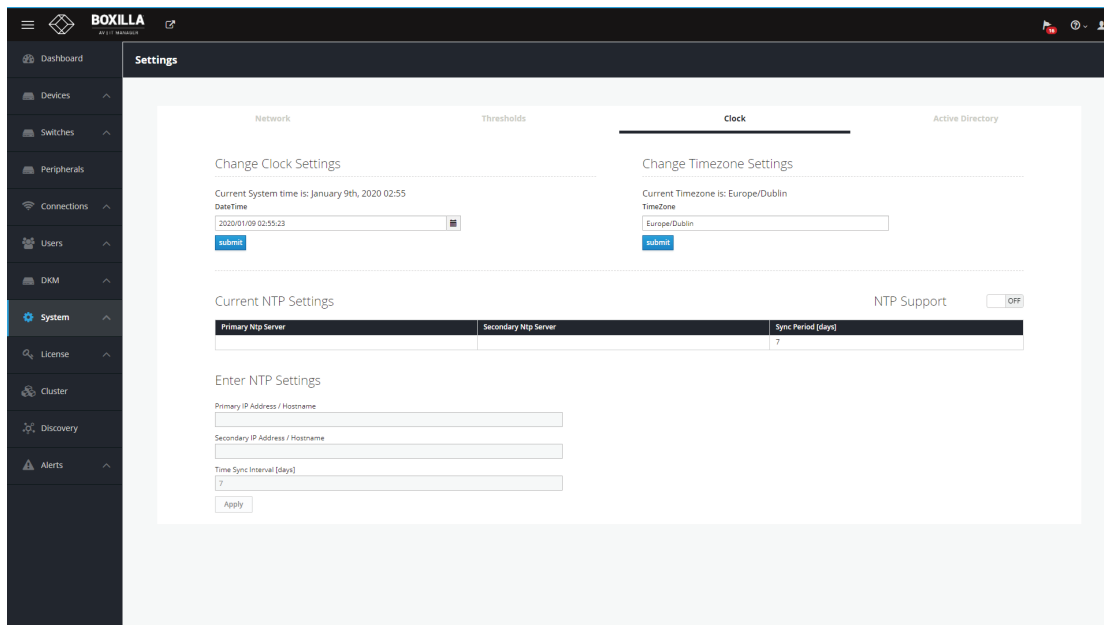 BOXILLA
AV | IT MANAGER
16
Dashboard
Settings
Devices
Switches
Peripherals
Connections
Users
DKM
System
License
Cluster
Discovery
Alerts
Network
Thresholds
Clock
Active Directory
Change Clock Settings
Current System time is: January 9th, 2020 02:55
DateTime
2020/01/09 02:55:23
submit
Change Timezone Settings
Current Timezone is: Europe/Dublin
TimeZone
Europe/Dublin
submit
Current NTP Settings
NTP Support
OFF
Primary Ntp Server
Secondary Ntp Server
Sync Period [days]
7
Enter NTP Settings
Primary IP Address / Hostname
Secondary IP Address / Hostname
Time Sync Interval [days]
7
Apply